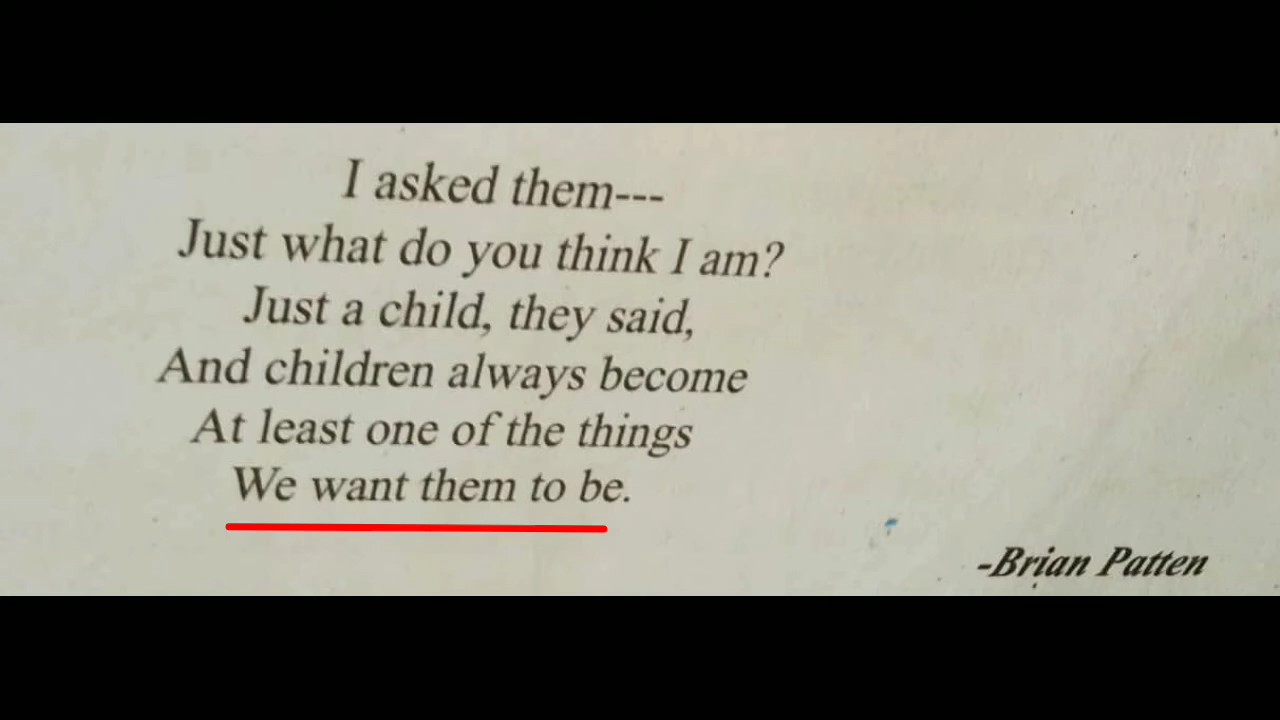 I asked them---
Just what do you think I am?
Just a child, they said,
And children always become
At least one of the things
We want them to be.
-Brian Patten